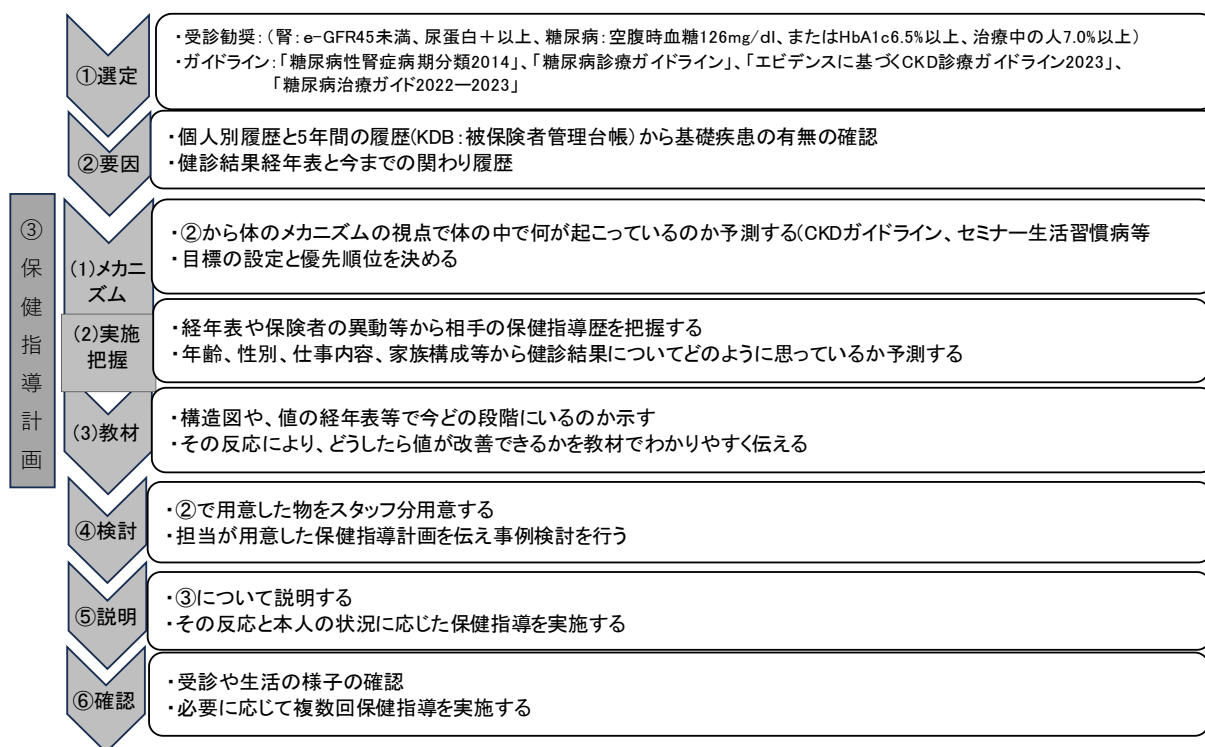 ①選定
・受診勧奨：（腎：e-GFR45未満、尿蛋白＋以上、糖尿病：空腹時血糖126mg/dl、またはHbA1c6.5%以上、治療中の人7.0%以上）
・ガイドライン：「糖尿病性腎症病期分類2014」、「糖尿病診療ガイドライン」、「エビデンスに基づくCKD診療ガイドライン2023」、
「糖尿病治療ガイド2022ー2023」
②要因
・個人別履歴と5年間の履歴(KDB：被保険者管理台帳）から基礎疾患の有無の確認
・健診結果経年表と今までの関わり履歴
③保健指導計画
(1)メカニ
ズム
・②から体のメカニズムの視点で体の中で何が起こっているのか予測する(CKDガイドライン、セミナー生活習慣病等
・目標の設定と優先順位を決める
(2)実施
把握
・経年表や保険者の異動等から相手の保健指導歴を把握する
・年齢、性別、仕事内容、家族構成等から健診結果についてどのように思っているか予測する
(3)教材
・構造図や、値の経年表等で今どの段階にいるのか示す
・その反応により、どうしたら値が改善できるかを教材でわかりやすく伝える
④検討
・②で用意した物をスタッフ分用意する
・担当が用意した保健指導計画を伝え事例検討を行う
⑤説明
・③について説明する
・その反応と本人の状況に応じた保健指導を実施する
⑥確認
・受診や生活の様子の確認
・必要に応じて複数回保健指導を実施する